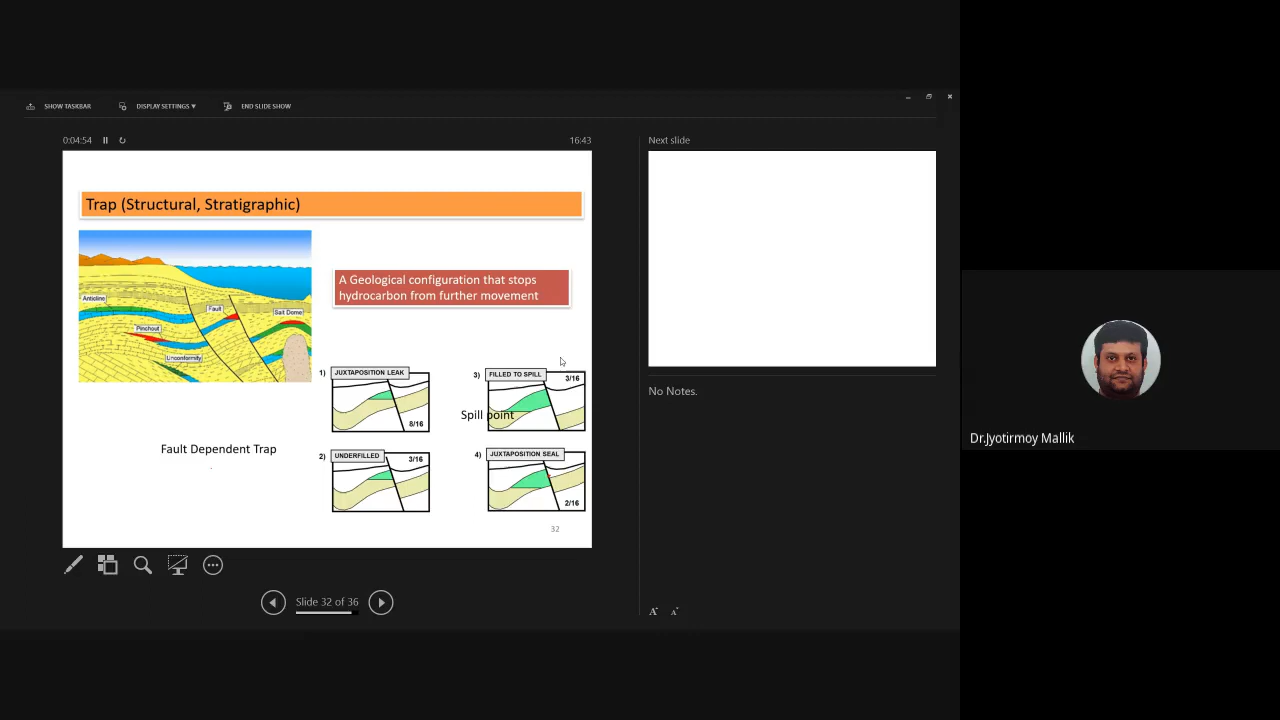 SHOW TASKBAR
DISPLAY SETTINGS ▼
END SLIDE SHOW
0:04:54
16:43
Next slide
Trap (Structural, Stratigraphic)
A Geological configuration that stops
hydrocarbon from further movement
Anticline
Fault
Salt Dome
Pinchout
Unconformity
1) JUXTAPOSITION LEAK
8/16
3) FILLED TO SPILL
3/16
Spill point
No Notes.
Dr.Jyotirmoy Mallik
Fault Dependent Trap
2) UNDERFILLED
3/16
4) JUXTAPOSITION SEAL
2/16
32
Slide 32 of 36
A A